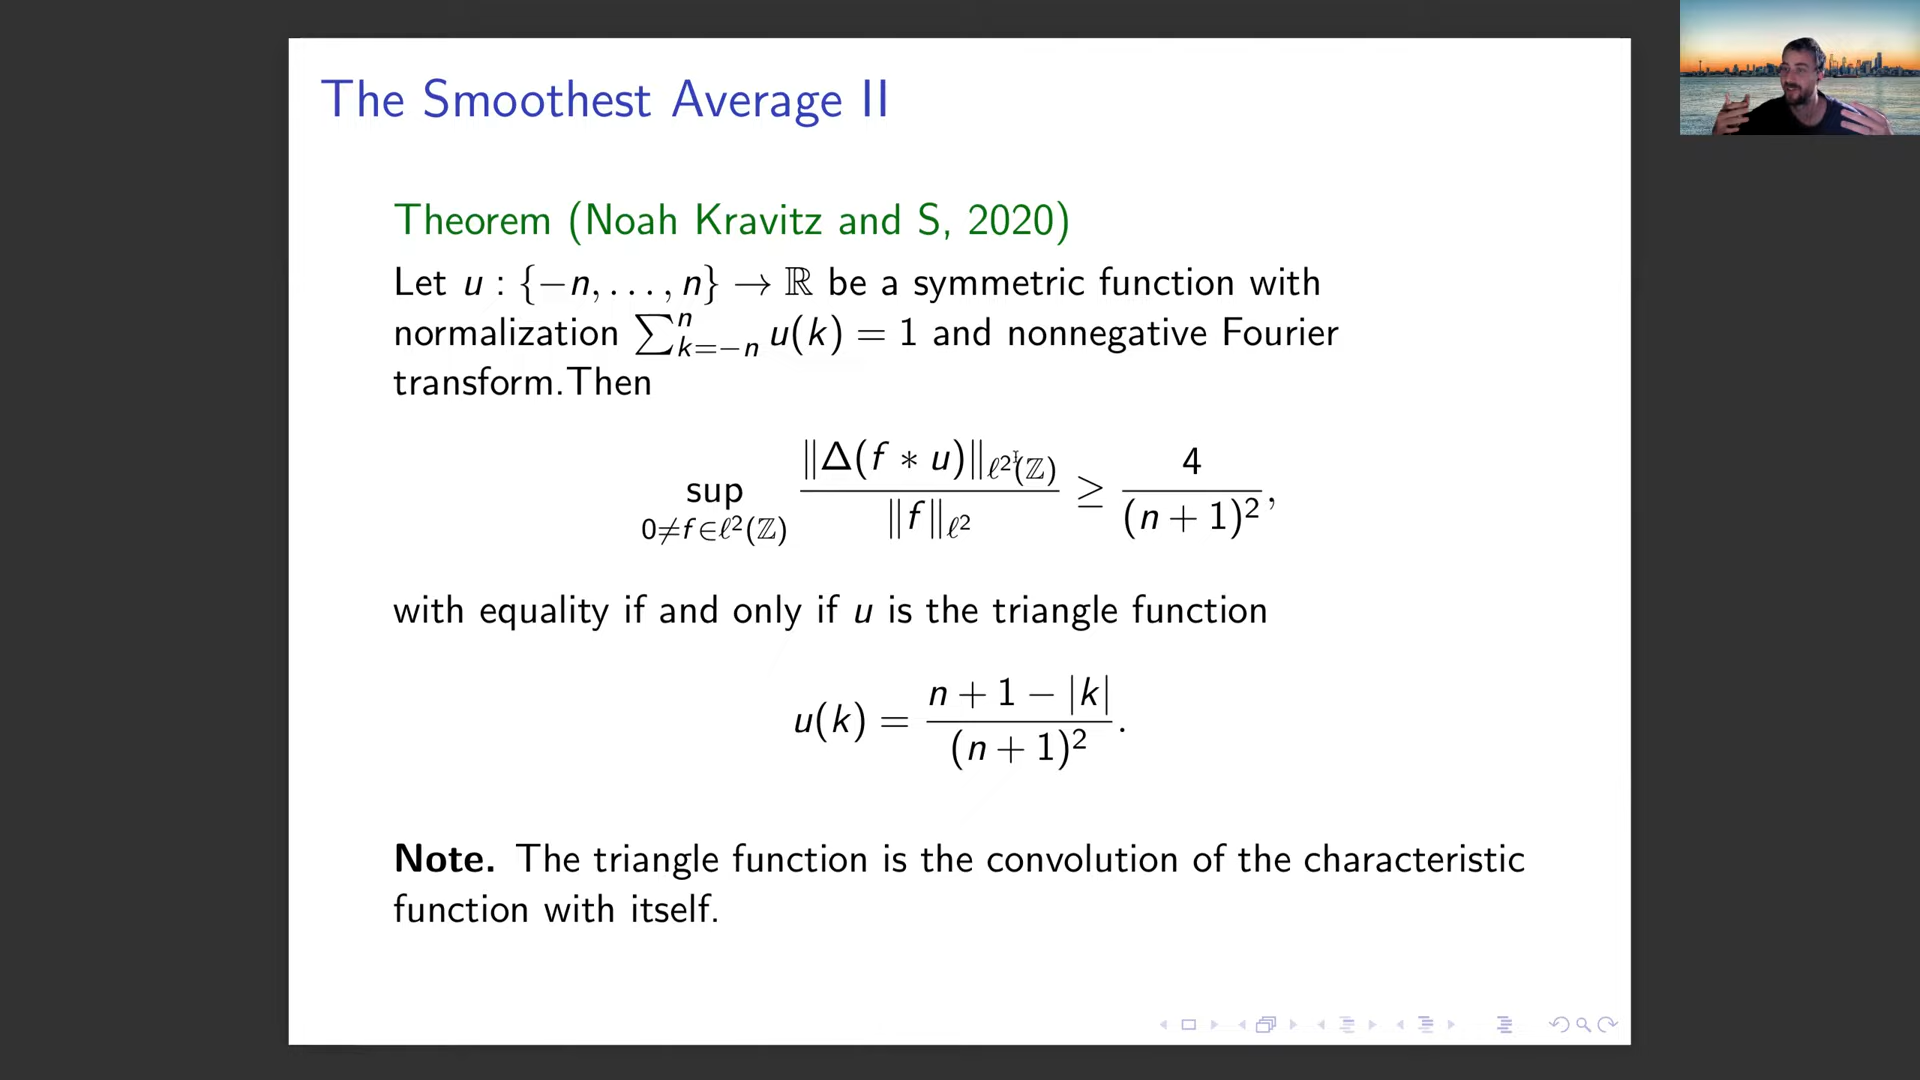 The Smoothest Average II
Theorem (Noah Kravitz and S, 2020)
Let u : {−n, . . . , n} → ℝ be a symmetric function with
normalization ∑ⁿₖ₌₋ₙ u(k) = 1 and nonnegative Fourier
transform.Then
sup_{0≠f∈ℓ²(ℤ)} ‖Δ(f ∗ u)‖_{ℓ²(ℤ)} / ‖f‖_{ℓ²} ≥ 4 / (n + 1)²,
with equality if and only if u is the triangle function
u(k) = (n + 1 − |k|) / (n + 1)².
Note. The triangle function is the convolution of the characteristic
function with itself.